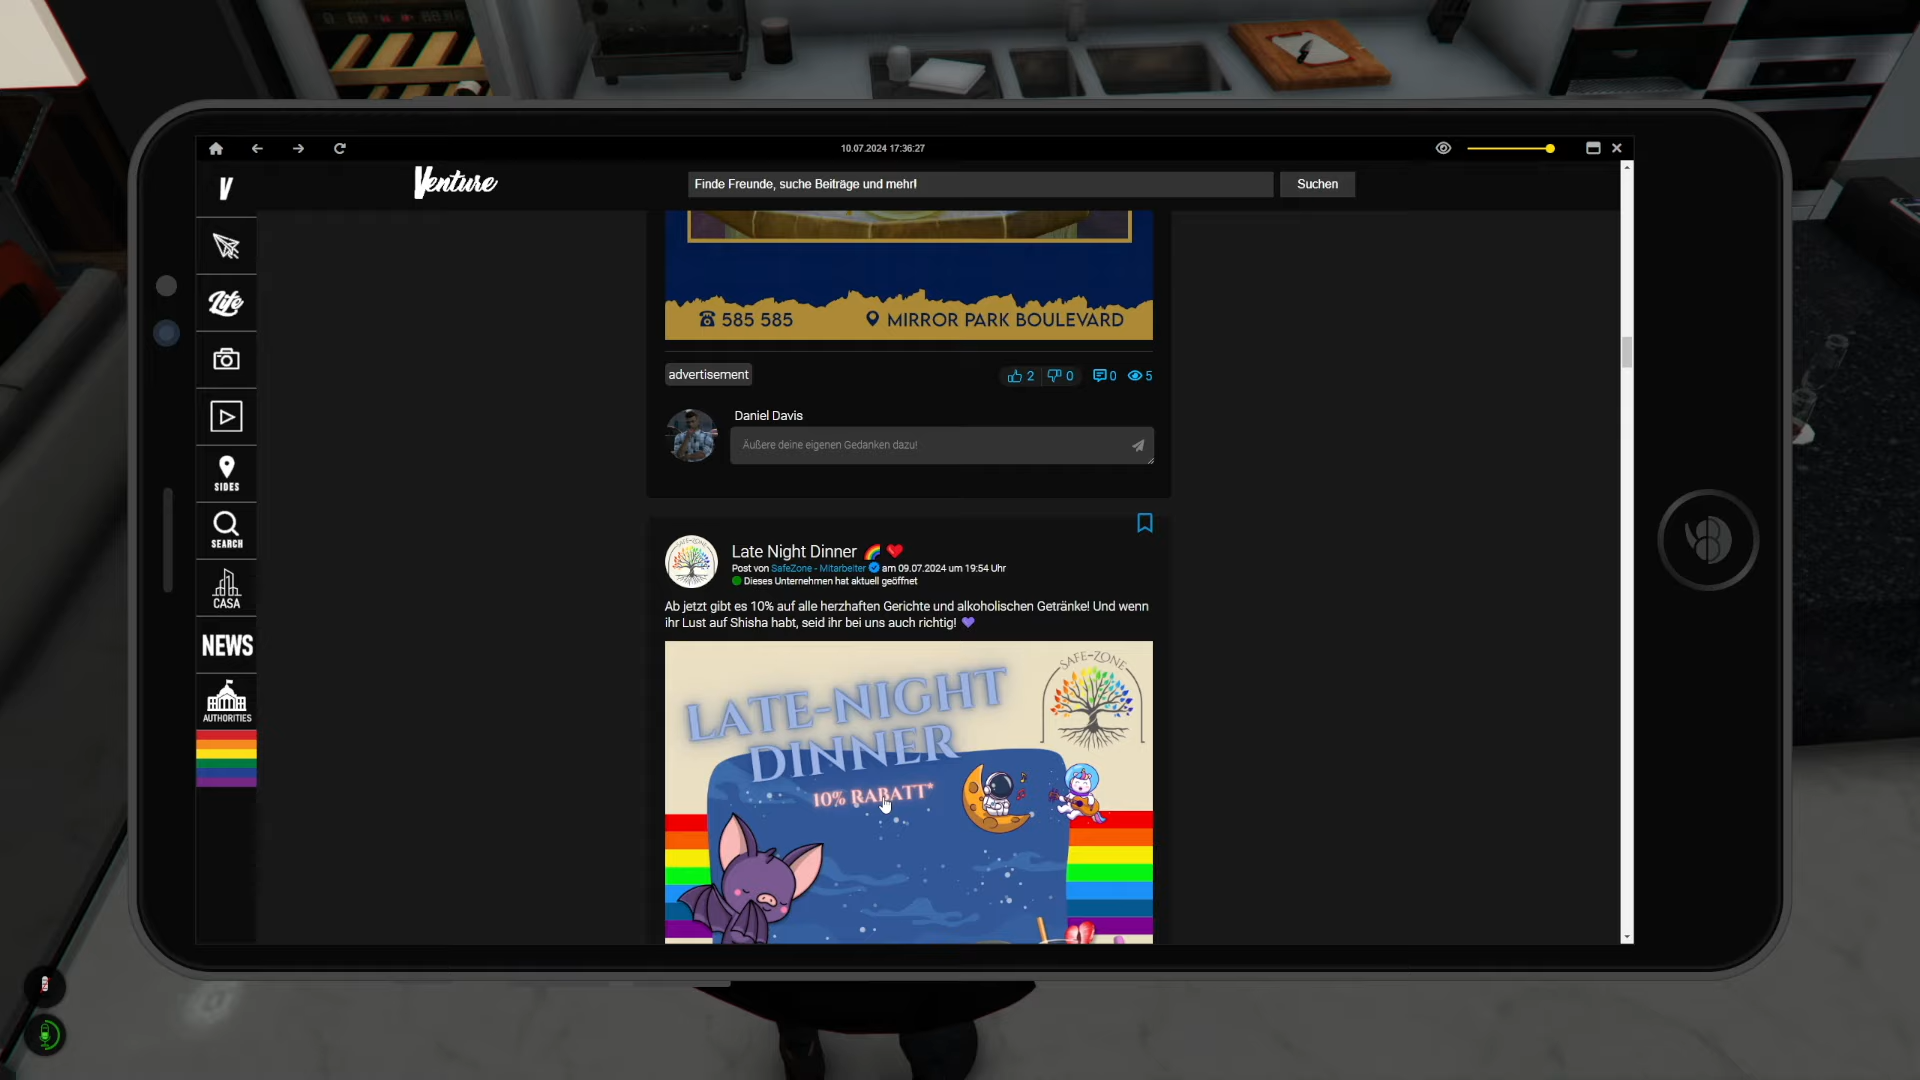 10.07.2024 17:36:27
V
Venture
Finde Freunde, suche Beiträge und mehr!
Suchen
Life
SIDES
SEARCH
CASA
NEWS
AUTHORITIES
585 585
MIRROR PARK BOULEVARD
advertisement
2
0
0
5
Daniel Davis
Äußere deine eigenen Gedanken dazu!
Late Night Dinner 🌈 ❤️
Post von SafeZone - Mitarbeiter am 09.07.2024 um 19:54 Uhr
Dieses Unternehmen hat aktuell geöffnet
Ab jetzt gibt es 10% auf alle herzhaften Gerichte und alkoholischen Getränke! Und wenn
ihr Lust auf Shisha habt, seid ihr bei uns auch richtig! 💜
LATE-NIGHT
DINNER
10% RABATT*
SAFE-ZONE